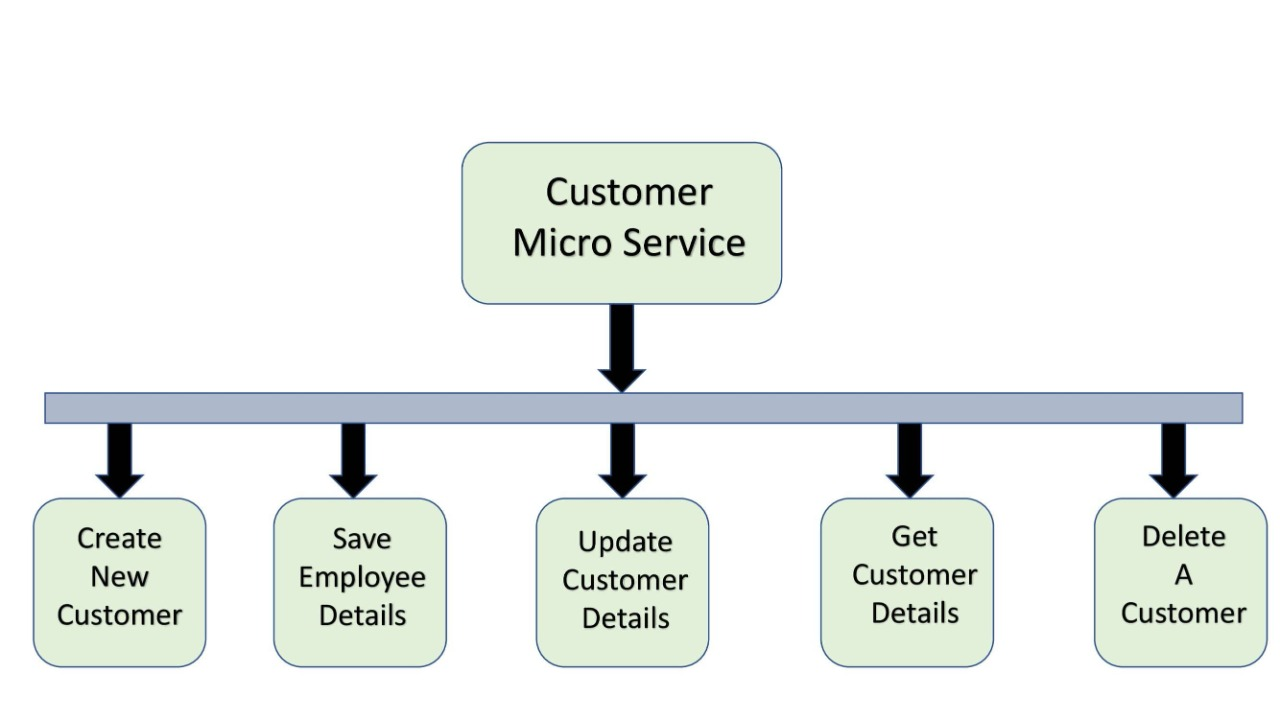 Customer
Micro Service
Create
New
Customer
Save
Employee
Details
Update
Customer
Details
Get
Customer
Details
Delete
A
Customer